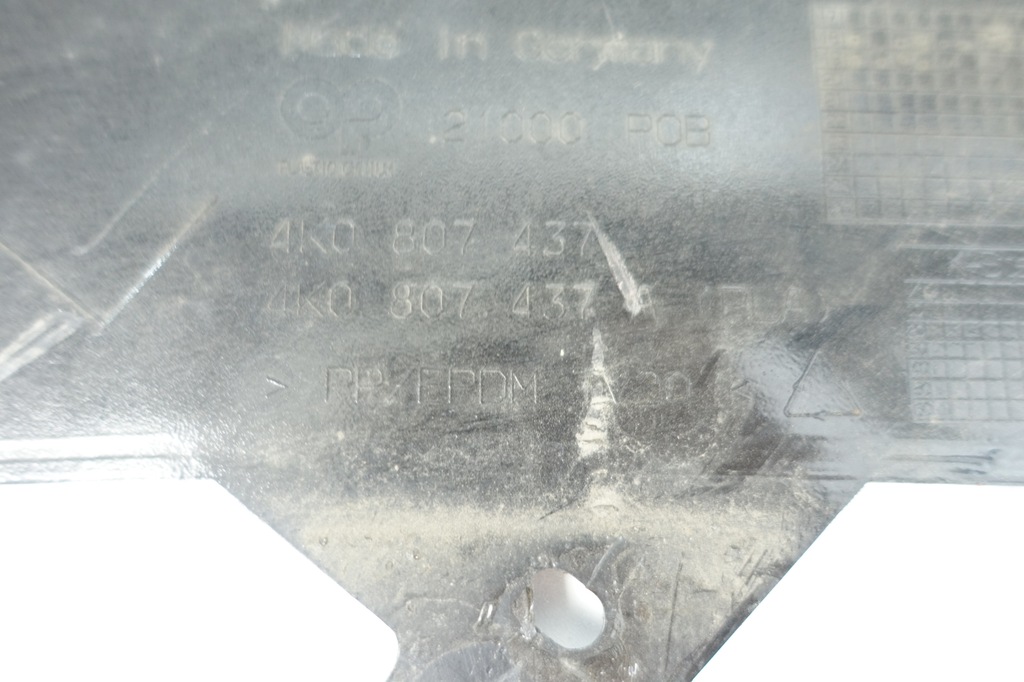 Made in Germany
21000 POB
4K0 807 437
4K0 807 437 A
> PP/EPDM <